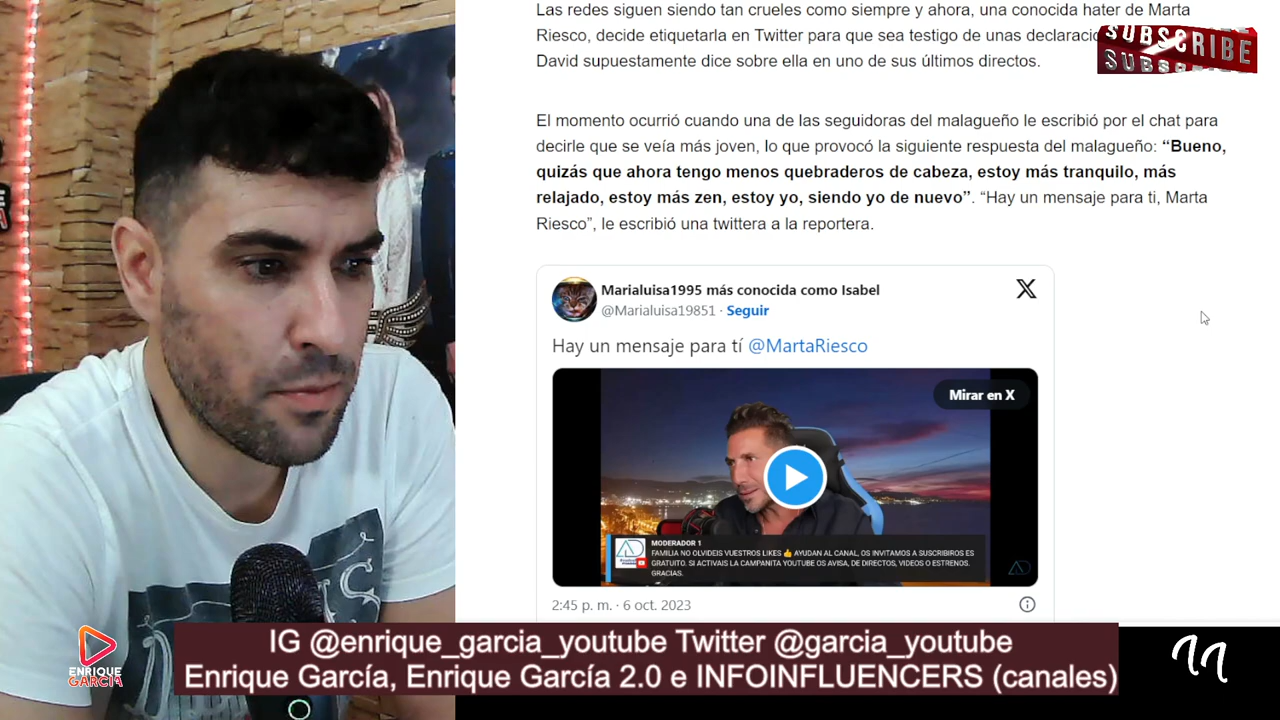 Las redes siguen siendo tan crueles como siempre y ahora, una conocida hater de Marta
Riesco, decide etiquetarla en Twitter para que sea testigo de unas
David supuestamente dice sobre ella en uno de sus últimos directos.
SUBSCRIBE
El momento ocurrió cuando una de las seguidoras del malagueño le escribió por el chat para
decirle que se veía más joven, lo que provocó la siguiente respuesta del malagueño: “Bueno,
quizás que ahora tengo menos quebraderos de cabeza, estoy más tranquilo, más
relajado, estoy más zen, estoy yo, siendo yo de nuevo”. “Hay un mensaje para ti, Marta
Riesco”, le escribió una twittera a la reportera.
Marialuisa1995 más conocida como Isabel
@Marialuisa19851 · Seguir
Hay un mensaje para tí @MartaRiesco
Mirar en X
MODERADOR 1
FAMILIA NO OLVIDEIS VUESTROS LIKES 👍 AYUDAN AL CANAL, OS INVITAMOS A SUSCRIBIROS ES
GRATUITO. SI ACTIVAIS LA CAMPANITA YOUTUBE OS AVISA, DE DIRECTOS, VIDEOS O ESTRENOS.
GRACIAS.
2:45 p. m. · 6 oct. 2023
IG @enrique_garcia_youtube Twitter @garcia_youtube
Enrique García, Enrique García 2.0 e INFOINFLUENCERS (canales)
ENRIQUE
GARCÍA